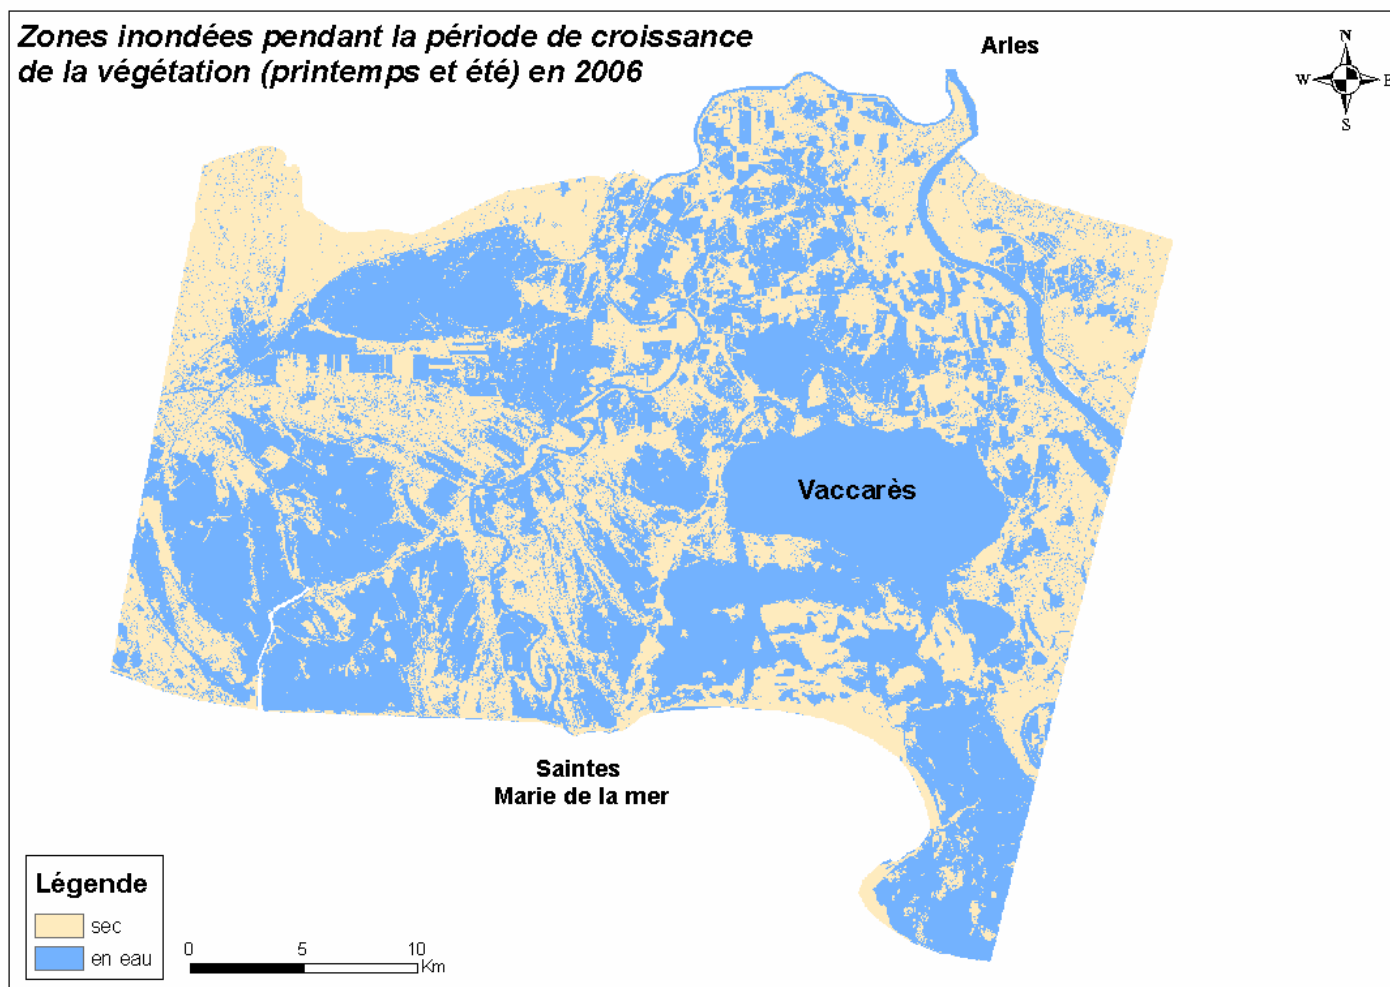 Zones inondées pendant la période de croissance
de la végétation (printemps et été) en 2006
Arles
N
W
E
S
Vaccarès
Saintes
Marie de la mer
Légende
sec
en eau
0
5
10
Km